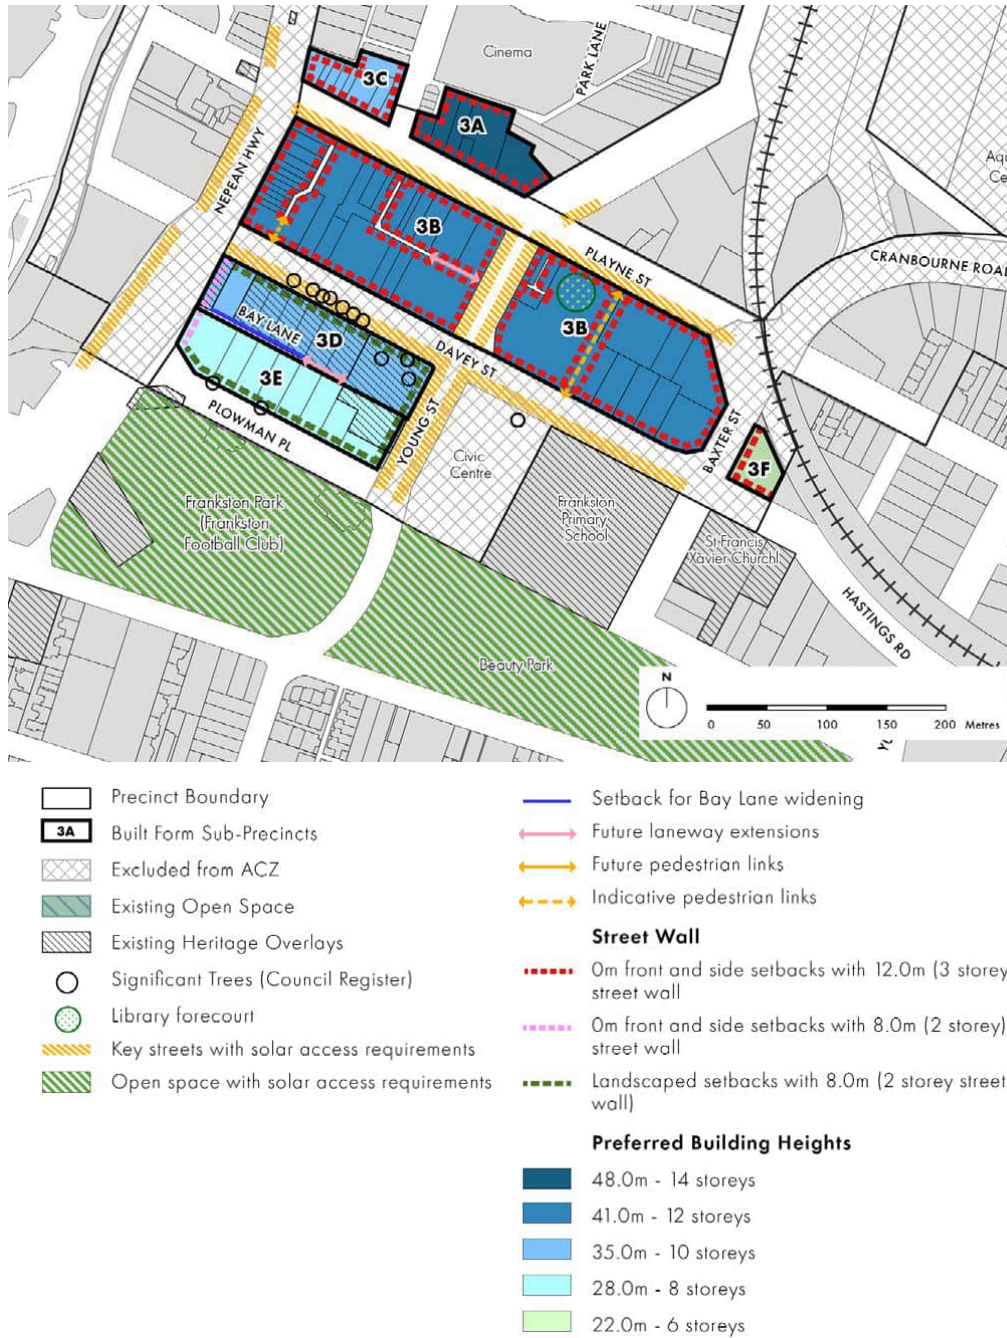 Cinema
PARK LANE
3C
3A
NEPEAN HWY
3B
PLAYNE ST
CRANBOURNE ROAD
Aqu
Ce
3B
BAY LANE
3D
DAVEY ST
3E
PLOWMAN PL
YOUNG ST
BAXTER ST
3F
Civic
Centre
Frankston Park
(Frankston
Football Club)
Frankston
Primary
School
St Francis
Xavier Churchl
HASTINGS RD
Beauty Park
N
0 50 100 150 200 Metres
Precinct Boundary
3A Built Form Sub-Precincts
Excluded from ACZ
Existing Open Space
Existing Heritage Overlays
Significant Trees (Council Register)
Library forecourt
Key streets with solar access requirements
Open space with solar access requirements
Setback for Bay Lane widening
Future laneway extensions
Future pedestrian links
Indicative pedestrian links
Street Wall
0m front and side setbacks with 12.0m (3 storey
street wall
0m front and side setbacks with 8.0m (2 storey)
street wall
Landscaped setbacks with 8.0m (2 storey street
wall)
Preferred Building Heights
48.0m - 14 storeys
41.0m - 12 storeys
35.0m - 10 storeys
28.0m - 8 storeys
22.0m - 6 storeys